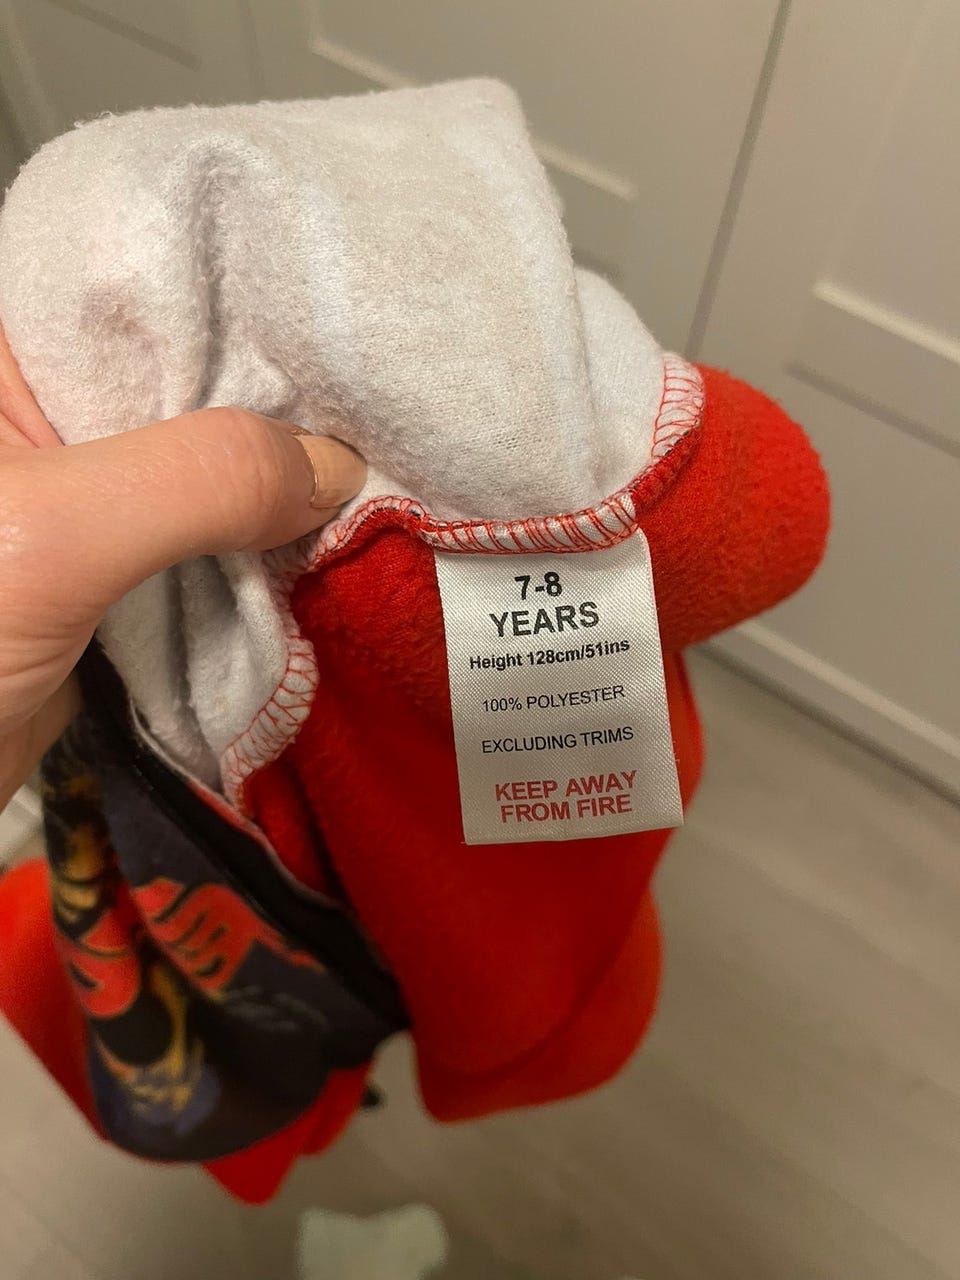 7-8
YEARS
Height 128cm/51ins
100% POLYESTER
EXCLUDING TRIMS
KEEP AWAY
FROM FIRE